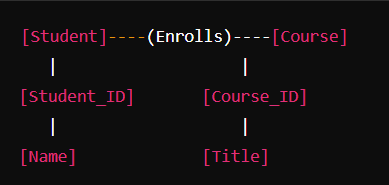 [Student]----(Enrolls)----[Course]
   |                       |
[Student_ID]       [Course_ID]
   |                       |
[Name]             [Title]